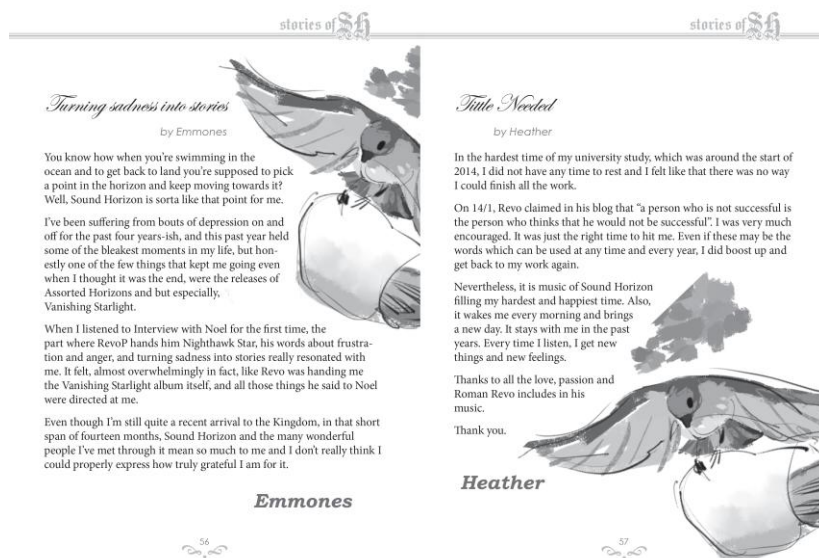 stories of SH
Turning sadness into stories
by Emmones
You know how when you're swimming in the
ocean and to get back to land you're supposed to pick
a point in the horizon and keep moving towards it?
Well, Sound Horizon is sorta like that point for me.
I've been suffering from bouts of depression on and
off for the past four years-ish, and this past year held
some of the bleakest moments in my life, but hon-
estly one of the few things that kept me going even
when I thought it was the end, were the releases of
Assorted Horizons and but especially,
Vanishing Starlight.
When I listened to Interview with Noel for the first time, the
part where RevoP hands him Nighthawk Star, his words about frustra-
tion and anger, and turning sadness into stories really resonated with
me. It felt, almost overwhelmingly in fact, like Revo was handing me
the Vanishing Starlight album itself, and all those things he said to Noel
were directed at me.
Even though I'm still quite a recent arrival to the Kingdom, in that short
span of fourteen months, Sound Horizon and the many wonderful
people I've met through it mean so much to me and I don't really think I
could properly express how truly grateful I am for it.
Emmones
56
stories of SH
Tittle Needed
by Heather
In the hardest time of my university study, which was around the start of
2014, I did not have any time to rest and I felt like that there was no way
I could finish all the work.
On 14/1, Revo claimed in his blog that "a person who is not successful is
the person who thinks that he would not be successful". I was very much
encouraged. It was just the right time to hit me. Even if these may be the
words which can be used at any time and every year, I did boost up and
get back to my work again.
Nevertheless, it is music of Sound Horizon
filling my hardest and happiest time. Also,
it wakes me every morning and brings
a new day. It stays with me in the past
years. Every time I listen, I get new
things and new feelings.
Thanks to all the love, passion and
Roman Revo includes in his
music.
Thank you.
Heather
57